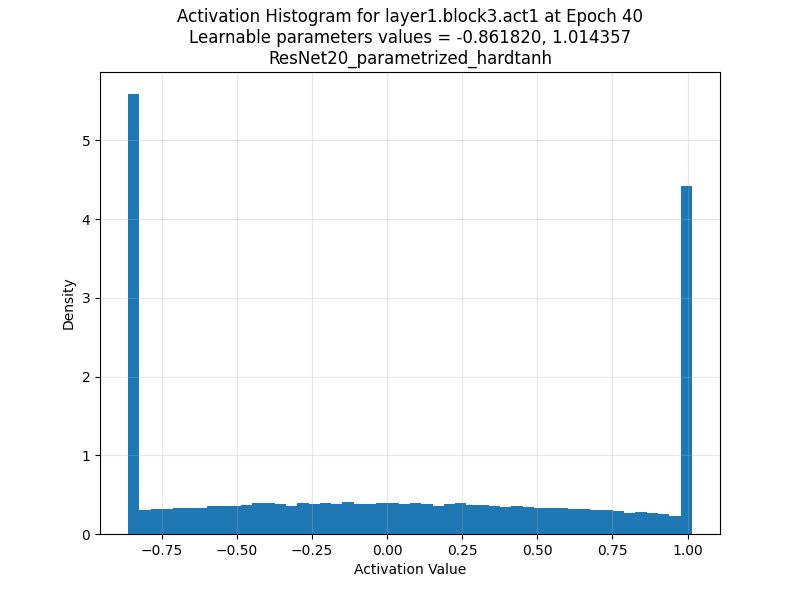 Activation Histogram for layer1.block3.act1 at Epoch 40
Learnable parameters values = -0.861820, 1.014357
ResNet20_parametrized_hardtanh
Density
5
4
3
2
1
0
−0.75 −0.50 −0.25 0.00 0.25 0.50 0.75 1.00
Activation Value